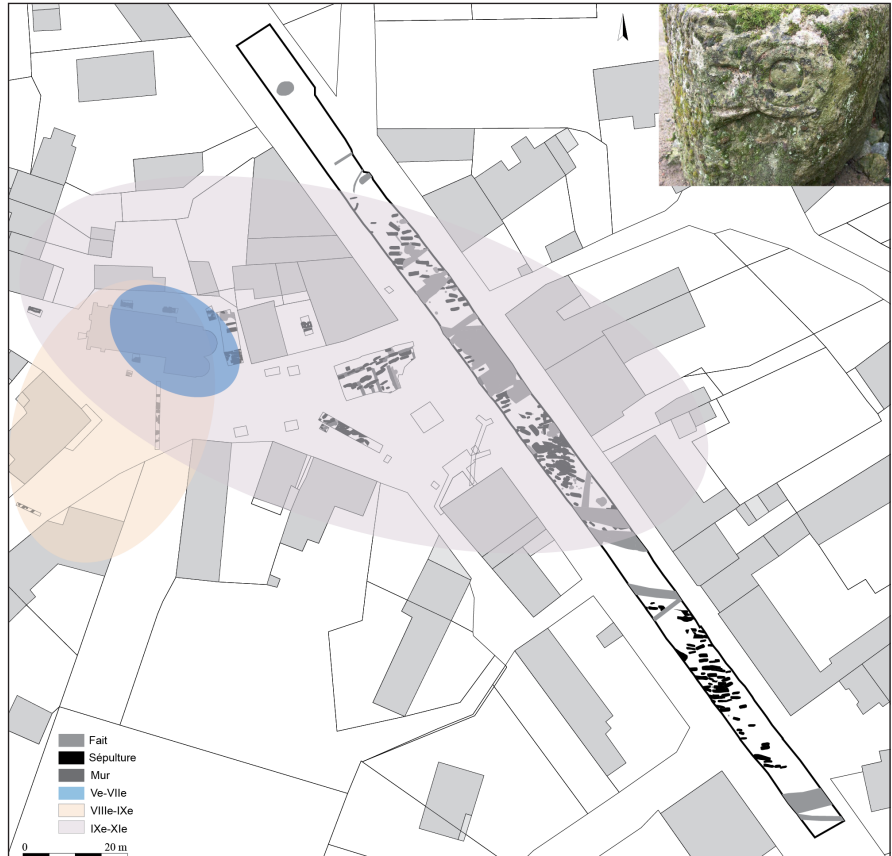 Fait
Sépulture
Mur
Ve-VIIe
VIIIe-IXe
IXe-XIe
0 20 m